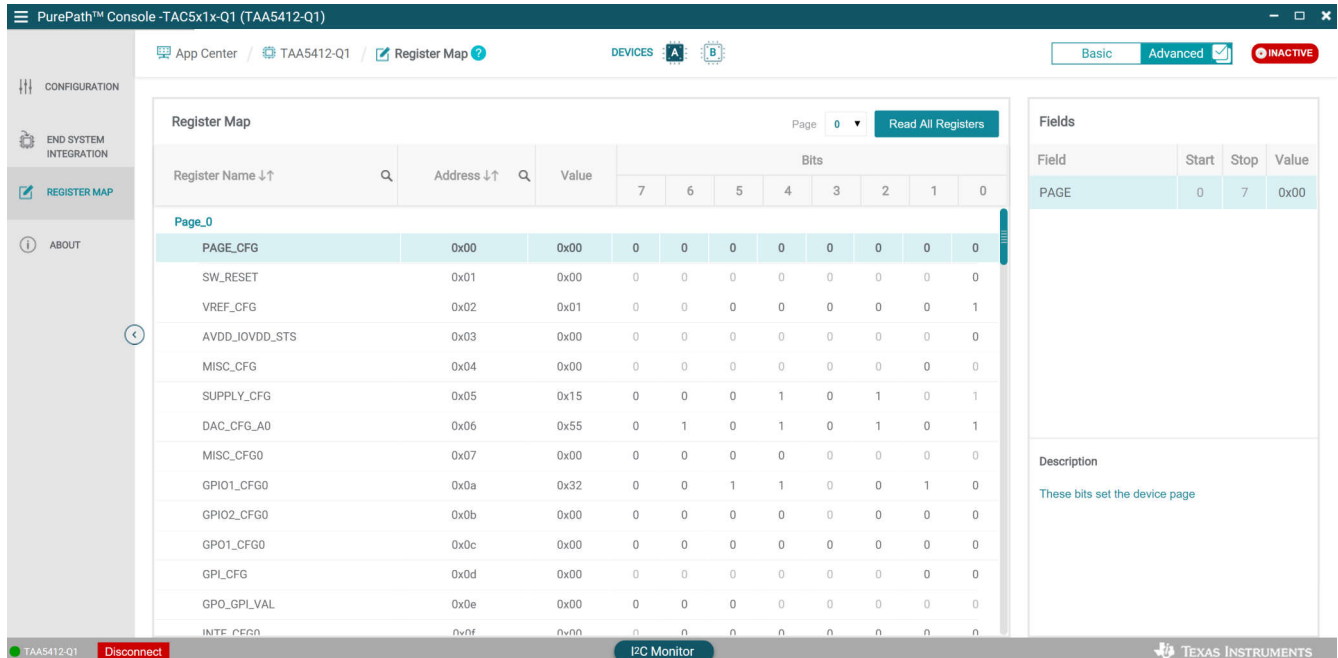 PurePath™ Console -TAC5x1x-Q1 (TAA5412-Q1)
App Center / TAA5412-Q1 / Register Map ? DEVICES A B Basic Advanced INACTIVE
CONFIGURATION
END SYSTEM
INTEGRATION
REGISTER MAP
ABOUT
Register Map Page 0 Read All Registers
Register Name Address Value Bits
7 6 5 4 3 2 1 0
Page_0
PAGE_CFG 0x00 0x00 0 0 0 0 0 0 0 0
SW_RESET 0x01 0x00 0 0 0 0 0 0 0 0
VREF_CFG 0x02 0x01 0 0 0 0 0 0 0 1
AVDD_IOVDD_STS 0x03 0x00 0 0 0 0 0 0 0 0
MISC_CFG 0x04 0x00 0 0 0 0 0 0 0 0
SUPPLY_CFG 0x05 0x15 0 0 0 1 0 1 0 1
DAC_CFG_A0 0x06 0x55 0 1 0 1 0 1 0 1
MISC_CFG0 0x07 0x00 0 0 0 0 0 0 0 0
GPIO1_CFG0 0x0a 0x32 0 0 1 1 0 0 1 0
GPIO2_CFG0 0x0b 0x00 0 0 0 0 0 0 0 0
GPO1_CFG0 0x0c 0x00 0 0 0 0 0 0 0 0
GPI_CFG 0x0d 0x00 0 0 0 0 0 0 0 0
GPO_GPI_VAL 0x0e 0x00 0 0 0 0 0 0 0 0
INTF_CFG0 0x0f 0x00 0 0 0 0 0 0 0 0
Fields
Field Start Stop Value
PAGE 0 7 0x00
Description
These bits set the device page
TAA5412-Q1 Disconnect I²C Monitor TEXAS INSTRUMENTS